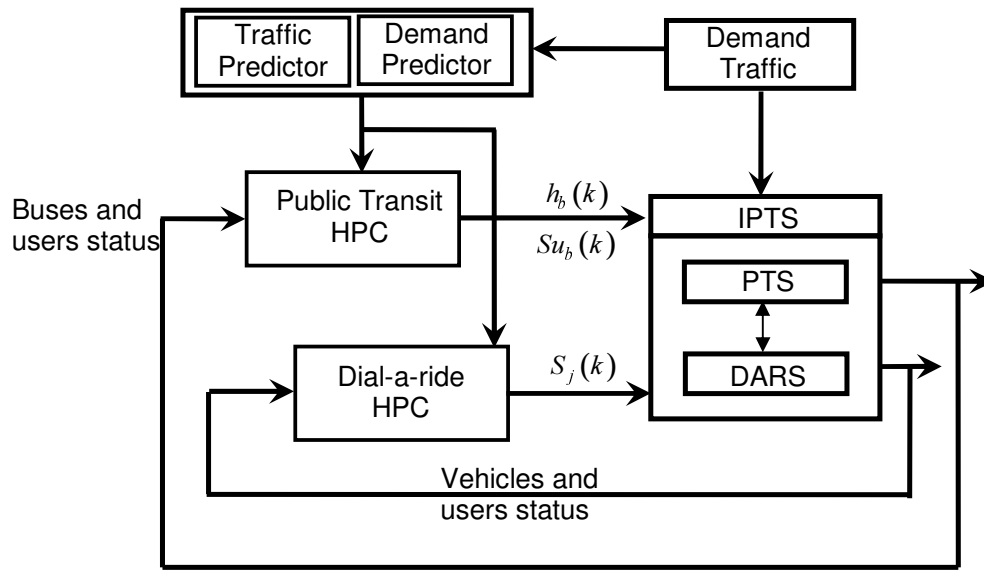 Traffic
Predictor
Demand
Predictor
Demand
Traffic
Buses and
users status
Public Transit
HPC
h_b(k)
Su_b(k)
IPTS
PTS
DARS
Dial-a-ride
HPC
S_j(k)
Vehicles and
users status